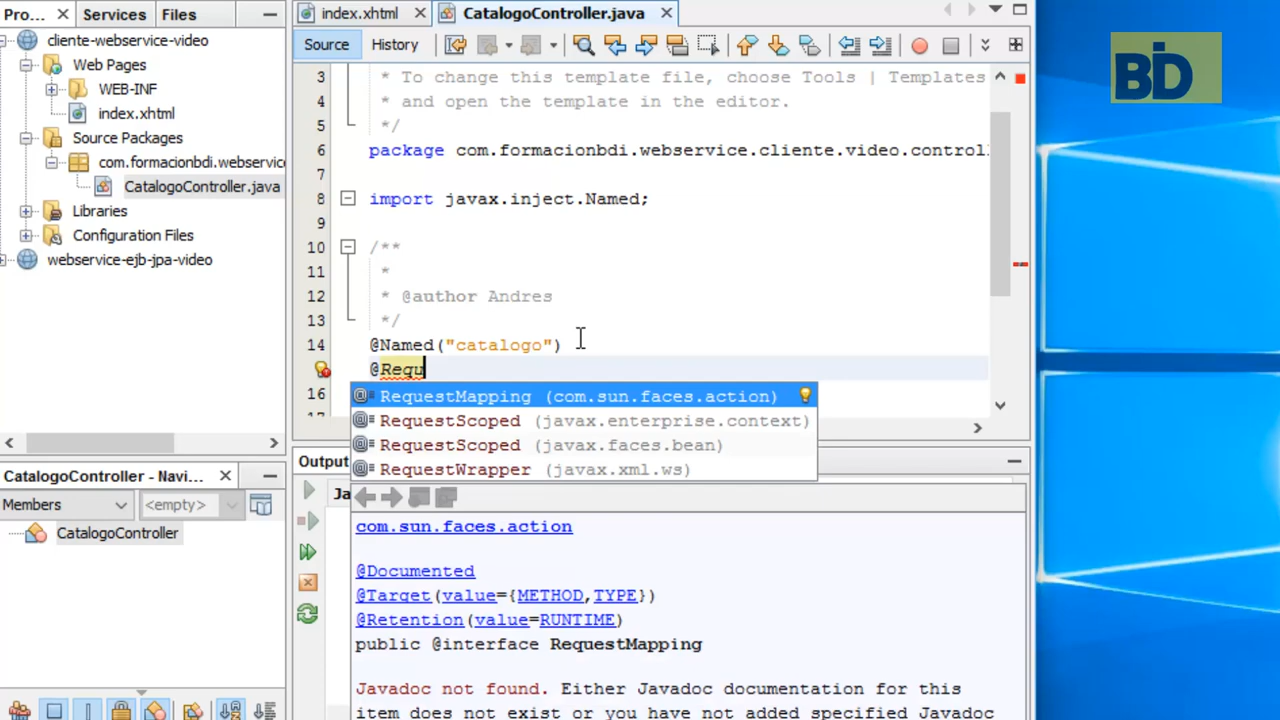 Pro...
Services
Files
cliente-webservice-video
Web Pages
WEB-INF
index.xhtml
Source Packages
com.formacionbdi.webservice
CatalogoController.java
Libraries
Configuration Files
webservice-ejb-jpa-video
CatalogoController - Navi...
Members
<empty>
CatalogoController
index.xhtml
CatalogoController.java
Source
History
3 * To change this template file, choose Tools | Templates
4 * and open the template in the editor.
5 */
6 package com.formacionbdi.webservice.cliente.video.control
7
8 import javax.inject.Named;
9
10 /**
11 *
12 * @author Andres
13 */
14 @Named("catalogo")
@Requ
16
RequestMapping (com.sun.faces.action)
RequestScoped (javax.enterprise.context)
RequestScoped (javax.faces.bean)
RequestWrapper (javax.xml.ws)
Output
Ja
com.sun.faces.action
@Documented
@Target(value={METHOD,TYPE})
@Retention(value=RUNTIME)
public @interface RequestMapping
Javadoc not found. Either Javadoc documentation for this
item does not exist or you have not added specified Javadoc
BDI